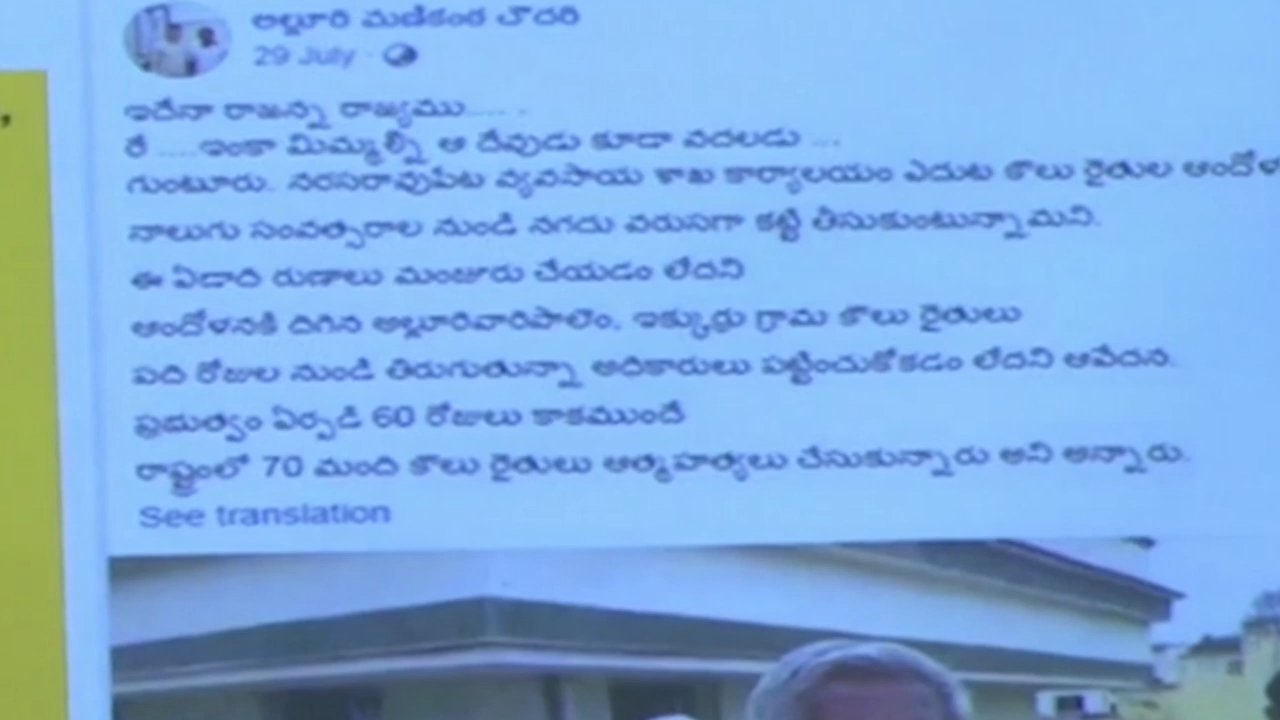 అల్లూరి మణికంఠ చౌదరి
29 July ·
ఇదేనా రాజన్న రాజ్యము.... .
రే ....ఇంకా మిమ్మల్ని ఆ దేవుడు కూడా వదలడు ...
గుంటూరు. నరసరావుపేట వ్యవసాయ శాఖ కార్యాలయం ఎదుట కౌలు రైతుల ఆందోళ
నాలుగు సంవత్సరాల నుండి నగదు వరుసగా కట్టి తీసుకుంటున్నామని.
ఈ ఏడాది రుణాలు మంజూరు చేయడం లేదని
ఆందోళనకి దిగిన అల్లూరివారిపాలెం, ఇక్కుర్రు గ్రామ కౌలు రైతులు
పది రోజుల నుండి తిరుగుతున్నా అధికారులు పట్టించుకోకడం లేదని ఆవేదన.
ప్రభుత్వం ఏర్పడి 60 రోజులు కాకముందే
రాష్ట్రంలో 70 మంది కౌలు రైతులు ఆత్మహత్యలు చేసుకున్నారు అని అన్నారు.
See translation